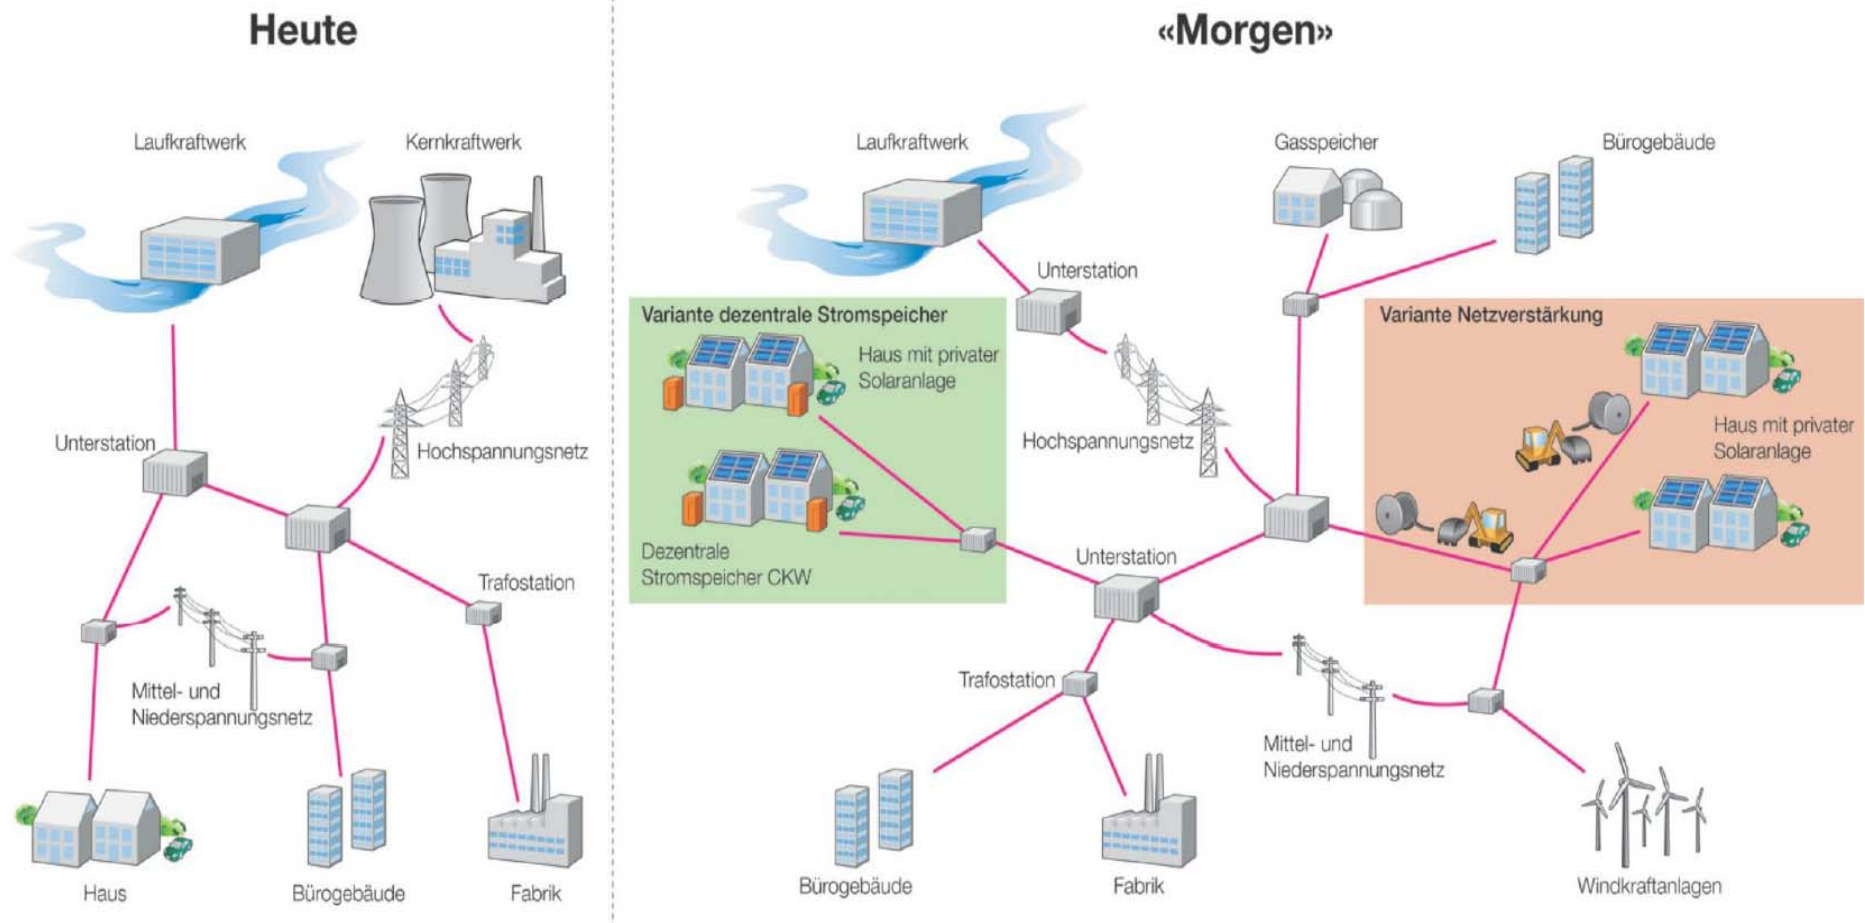 Heute
Laufkraftwerk
Kernkraftwerk
Unterstation
Hochspannungsnetz
Trafostation
Mittel- und
Niederspannungsnetz
Haus
Bürogebäude
Fabrik
«Morgen»
Laufkraftwerk
Gasspeicher
Bürogebäude
Unterstation
Variante dezentrale Stromspeicher
Haus mit privater
Solaranlage
Dezentrale
Stromspeicher CKW
Hochspannungsnetz
Variante Netzverstärkung
Haus mit privater
Solaranlage
Unterstation
Trafostation
Mittel- und
Niederspannungsnetz
Bürogebäude
Fabrik
Windkraftanlagen